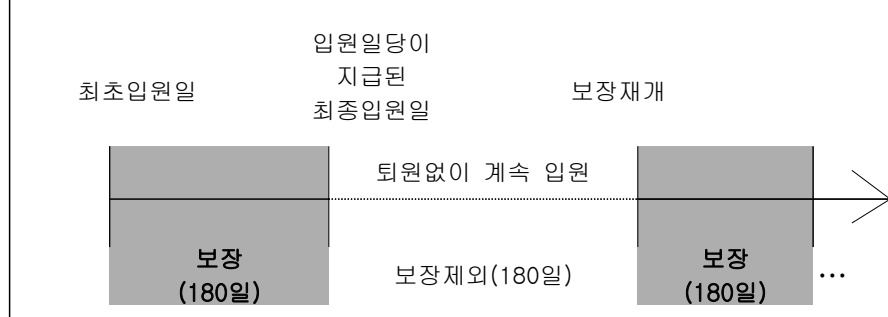 최초입원일
입원일당이
지급된
최종입원일
보장재개
퇴원없이 계속 입원
보장
(180일)
보장제외(180일)
보장
(180일)
…